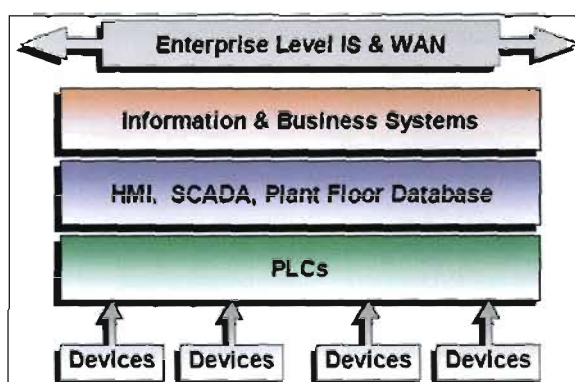 Enterprise Level IS & WAN
Information & Business Systems
HMI, SCADA, Plant Floor Database
PLCs
Devices Devices Devices Devices